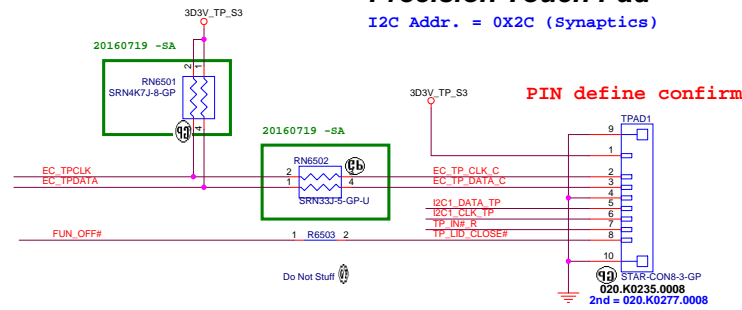 Precision Touch Pad
I2C Addr. = 0X2C (Synaptics)
3D3V_TP_S3
20160719 -SA
2 1
RN6501
SRN4K7J-8-GP
4
3D3V_TP_S3
PIN define confirm
TPAD1
20160719 -SA
RN6502
EC_TPCLK
2
EC_TP_CLK_C
EC_TPDATA
1
4
EC_TP_DATA_C
SRN33J-5-GP-U
I2C1_DATA_TP
I2C1_CLK_TP
TP_IN#_R
FUN_OFF#
1 R6503 2
TP_LID_CLOSE#
9
1
2
3
4
5
6
7
8
10
Do Not Stuff
STAR-CON8-3-GP
020.K0235.0008
2nd = 020.K0277.0008